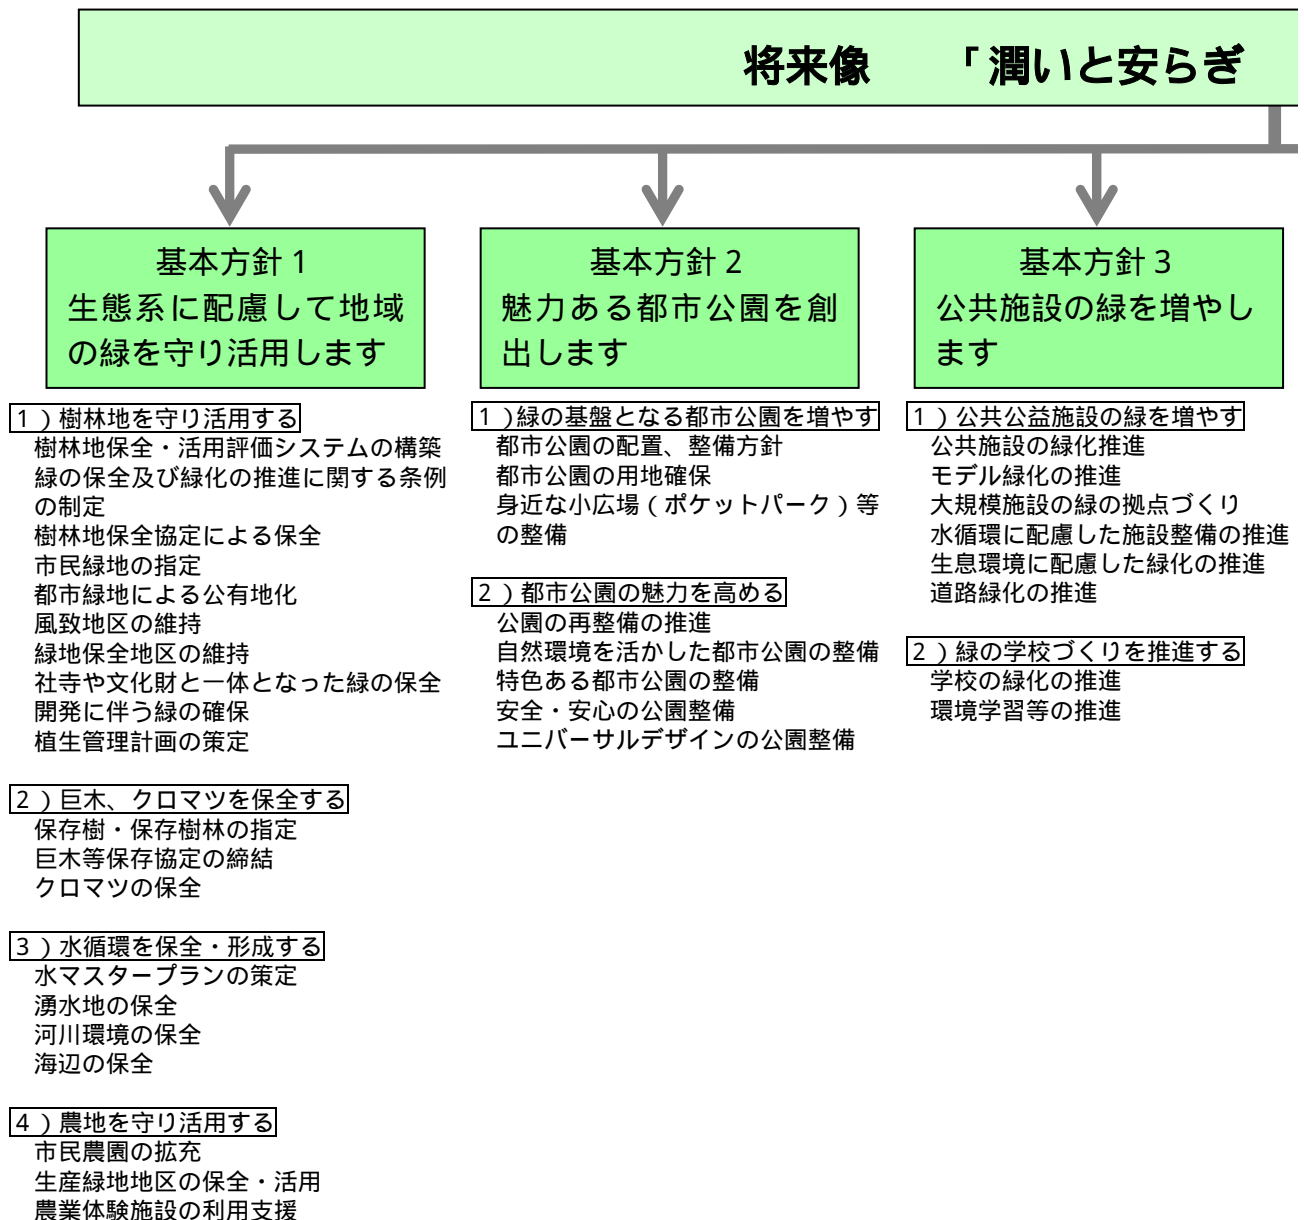 将来像　「潤いと安らぎ
基本方針１
生態系に配慮して地域
の緑を守り活用します
１）樹林地を守り活用する
樹林地保全・活用評価システムの構築
緑の保全及び緑化の推進に関する条例
の制定
樹林地保全協定による保全
市民緑地の指定
都市緑地による公有地化
風致地区の維持
緑地保全地区の維持
社寺や文化財と一体となった緑の保全
開発に伴う緑の確保
植生管理計画の策定
２）巨木、クロマツを保全する
保存樹・保存樹林の指定
巨木等保存協定の締結
クロマツの保全
３）水循環を保全・形成する
水マスタープランの策定
湧水地の保全
河川環境の保全
海辺の保全
４）農地を守り活用する
市民農園の拡充
生産緑地地区の保全・活用
農業体験施設の利用支援
基本方針２
魅力ある都市公園を創
出します
１）緑の基盤となる都市公園を増やす
都市公園の配置、整備方針
都市公園の用地確保
身近な小広場（ポケットパーク）等
の整備
２）都市公園の魅力を高める
公園の再整備の推進
自然環境を活かした都市公園の整備
特色ある都市公園の整備
安全・安心の公園整備
ユニバーサルデザインの公園整備
基本方針３
公共施設の緑を増やし
ます
１）公共公益施設の緑を増やす
公共施設の緑化推進
モデル緑化の推進
大規模施設の緑の拠点づくり
水循環に配慮した施設整備の推進
生息環境に配慮した緑化の推進
道路緑化の推進
２）緑の学校づくりを推進する
学校の緑化の推進
環境学習等の推進